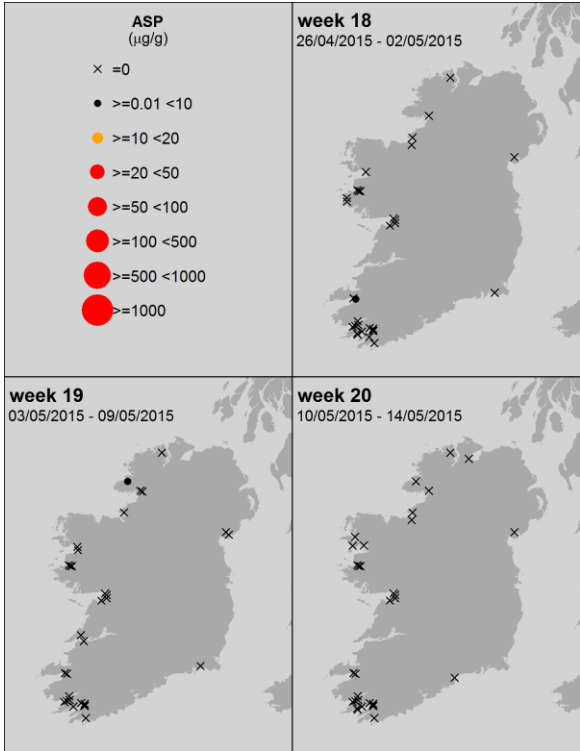 ASP
(µg/g)
=0
>=0.01 <10
>=10 <20
>=20 <50
>=50 <100
>=100 <500
>=500 <1000
>=1000
week 18
26/04/2015 - 02/05/2015
week 19
03/05/2015 - 09/05/2015
week 20
10/05/2015 - 14/05/2015